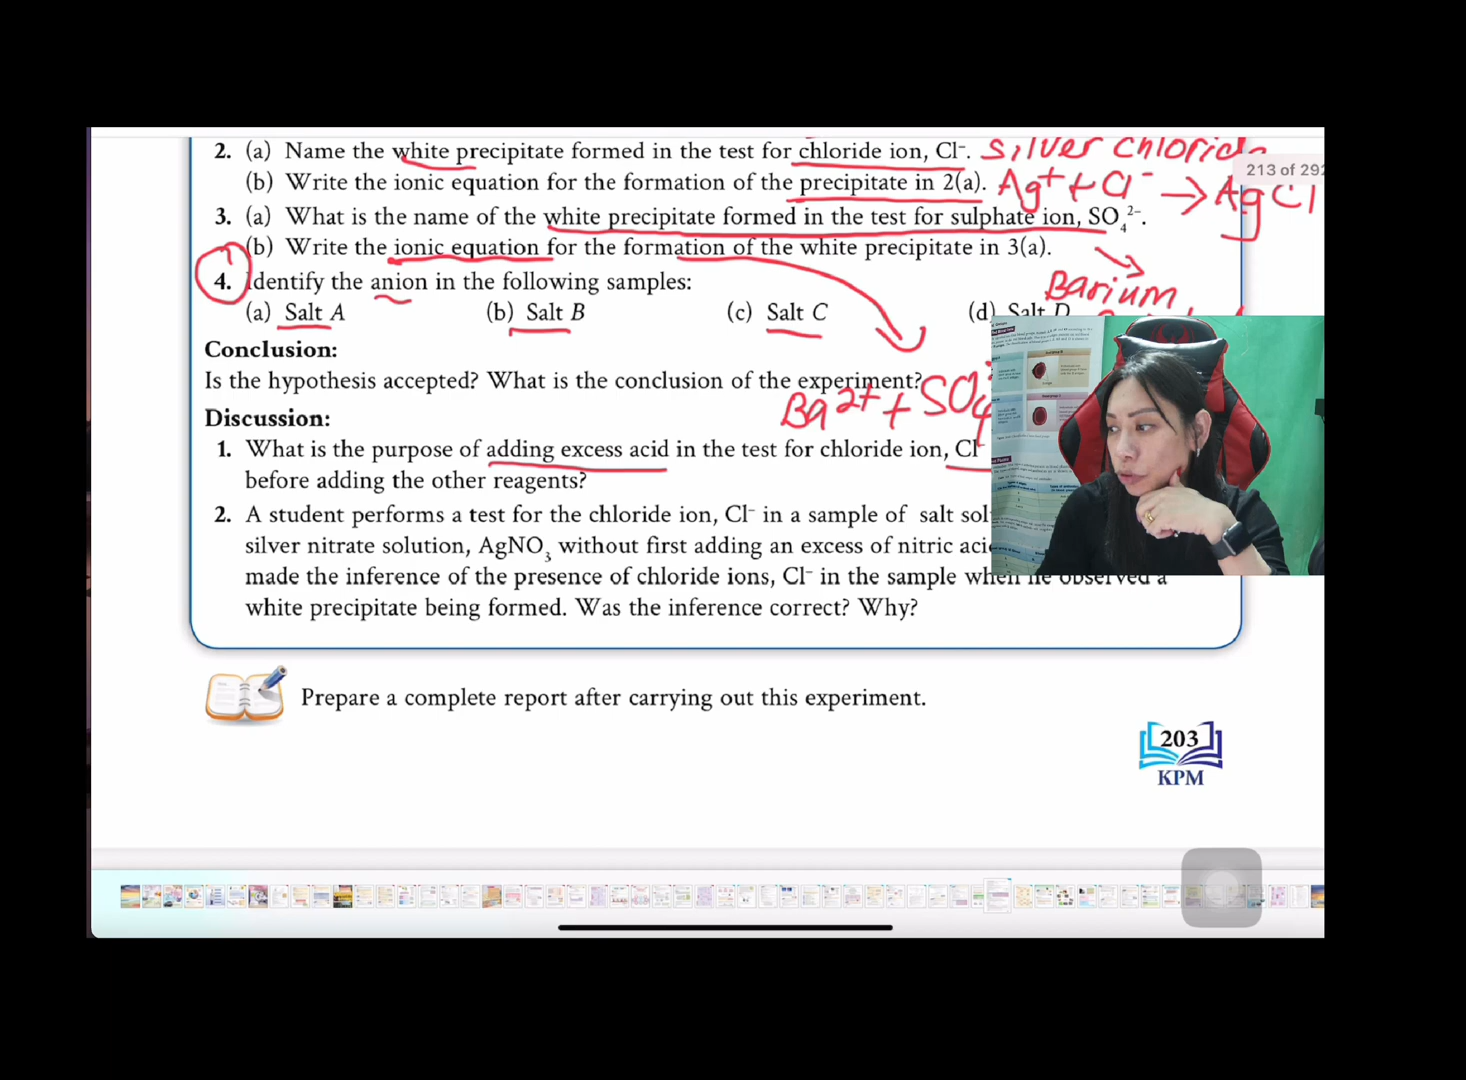 2. (a) Name the white precipitate formed in the test for chloride ion, Cl⁻. Silver chloride
213 of 292
(b) Write the ionic equation for the formation of the precipitate in 2(a). Ag⁺ + Cl⁻ → AgCl
3. (a) What is the name of the white precipitate formed in the test for sulphate ion, SO₄²⁻.
(b) Write the ionic equation for the formation of the white precipitate in 3(a).
4. Identify the anion in the following samples:
Barium
(a) Salt A (b) Salt B (c) Salt C (d) Salt D
Conclusion:
Is the hypothesis accepted? What is the conclusion of the experiment?
Ba²⁺ + SO₄
Discussion:
1. What is the purpose of adding excess acid in the test for chloride ion, Cl
before adding the other reagents?
2. A student performs a test for the chloride ion, Cl⁻ in a sample of salt
silver nitrate solution, AgNO₃ without first adding an excess of nitric
made the inference of the presence of chloride ions, Cl⁻ in the sample when he observed a
white precipitate being formed. Was the inference correct? Why?
Prepare a complete report after carrying out this experiment.
203
KPM